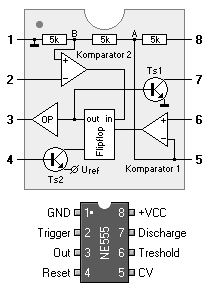 1 5k B 5k A 5k 8
Komparator 2
2
Ts1
7
3 OP out in 6
Flipflop
4 Ts2 Uref Komparator 1 5
GND 1 8 +VCC
Trigger 2 7 Discharge
Out 3 6 Treshold
Reset 4 5 CV
NE555